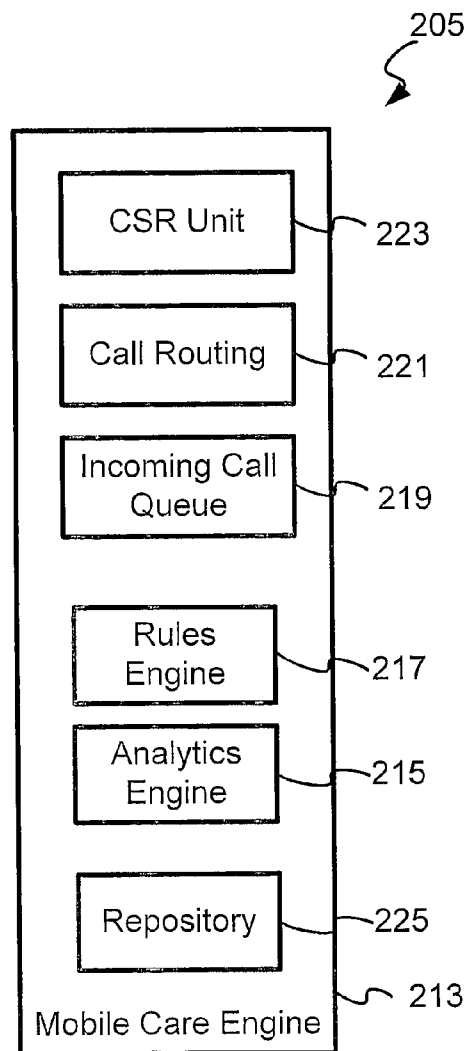 205
CSR Unit
223
Call Routing
221
Incoming Call
Queue
219
Rules
Engine
217
Analytics
Engine
215
Repository
225
213
Mobile Care Engine